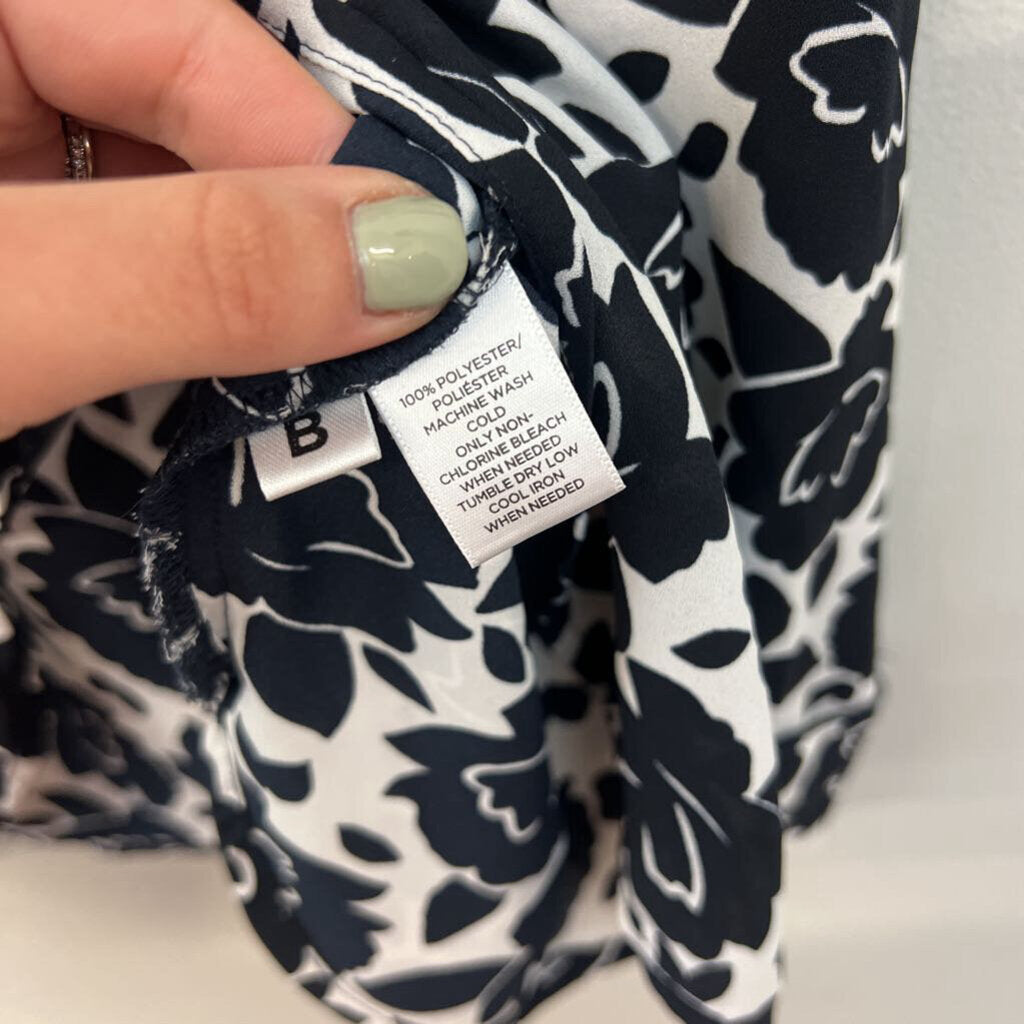 100% POLYESTER/
POLIÉSTER
MACHINE WASH
COLD
ONLY NON-
CHLORINE BLEACH
WHEN NEEDED
TUMBLE DRY LOW
COOL IRON
WHEN NEEDED
B